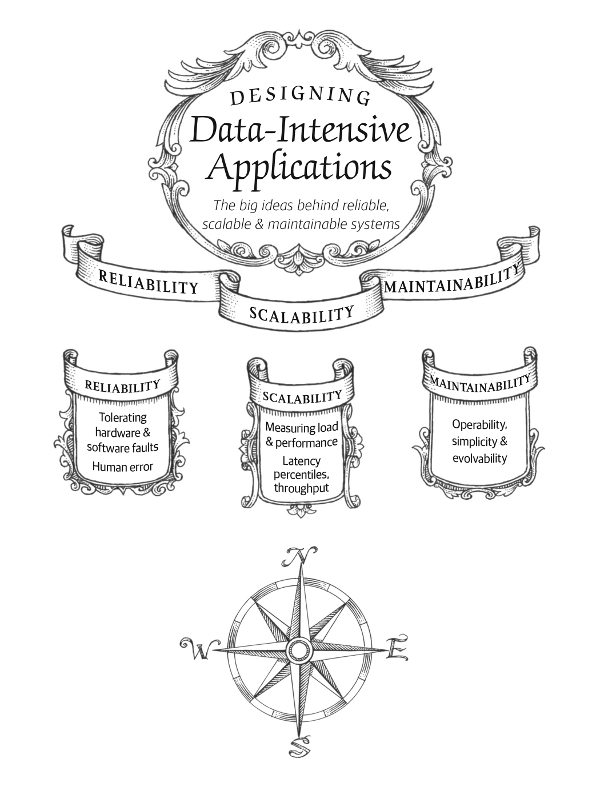 DESIGNING
Data-Intensive
Applications
The big ideas behind reliable,
scalable & maintainable systems
RELIABILITY
SCALABILITY
MAINTAINABILITY
RELIABILITY
Tolerating
hardware &
software faults
Human error
SCALABILITY
Measuring load
& performance
Latency
percentiles,
throughput
MAINTAINABILITY
Operability,
simplicity &
evolvability
N
W
E
S